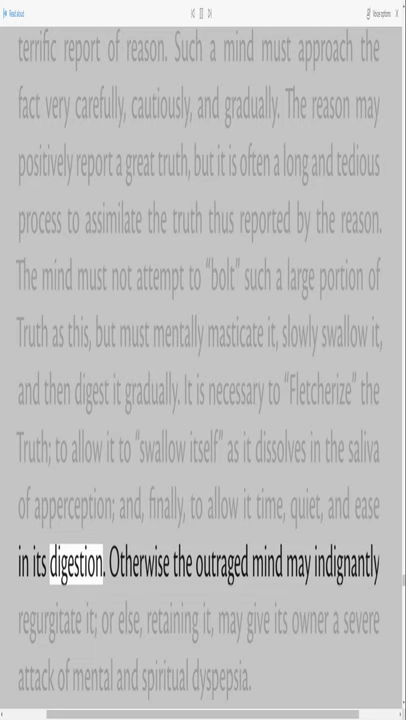 Read aloud
Voice options
terrific report of reason. Such a mind must approach the
fact very carefully, cautiously, and gradually. The reason may
positively report a great truth, but it is often a long and tedious
process to assimilate the truth thus reported by the reason.
The mind must not attempt to “bolt” such a large portion of
Truth as this, but must mentally masticate it, slowly swallow it,
and then digest it gradually. It is necessary to “Fletcherize” the
Truth; to allow it to “swallow itself” as it dissolves in the saliva
of apperception; and, finally, to allow it time, quiet, and ease
in its digestion. Otherwise the outraged mind may indignantly
regurgitate it; or else, retaining it, may give its owner a severe
attack of mental and spiritual dyspepsia.